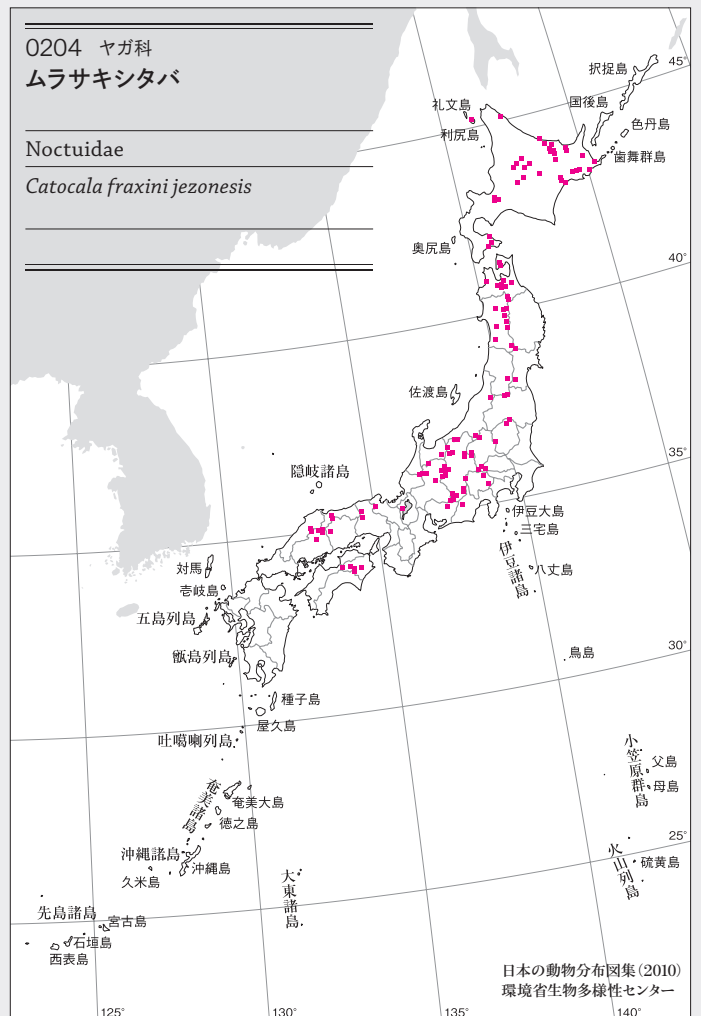 0204 ヤガ科
ムラサキシタバ
Noctuidae
Catocala fraxini jezonesis
45°
択捉島
国後島
色丹島
歯舞群島
礼文島
利尻島
奥尻島
40°
佐渡島
35°
隠岐諸島
伊豆大島
三宅島
伊豆諸島
八丈島
対馬
壱岐島
五島列島
甑島列島
鳥島
30°
種子島
屋久島
吐噶喇列島
小笠原群島
父島
母島
奄美諸島
奄美大島
徳之島
25°
沖縄諸島
沖縄島
久米島
大東諸島
火山列島
硫黄島
先島諸島
宮古島
石垣島
西表島
日本の動物分布図集(2010)
環境省生物多様性センター
125°
130°
135°
140°